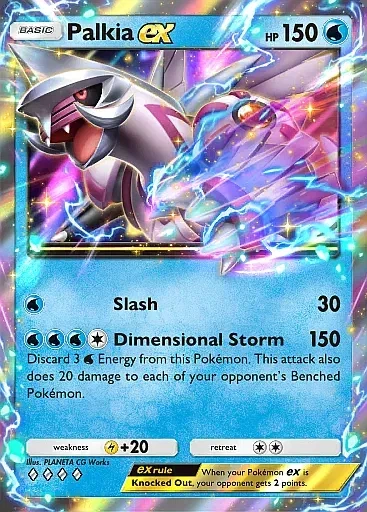 BASIC Palkia ex HP 150
Slash 30
Dimensional Storm 150
Discard 3 Energy from this Pokémon. This attack also
does 20 damage to each of your opponent's Benched
Pokémon.
weakness +20 retreat
Illus. PLANETA CG Works
ex rule When your Pokémon ex is
Knocked Out, your opponent gets 2 points.